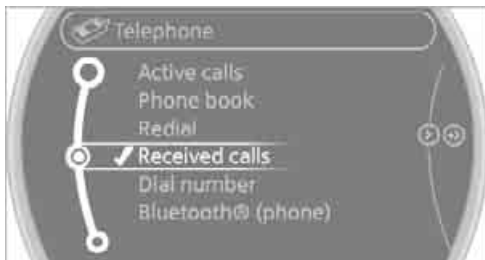 Telephone
Active calls
Phone book
Redial
Received calls
Dial number
Bluetooth® (phone)